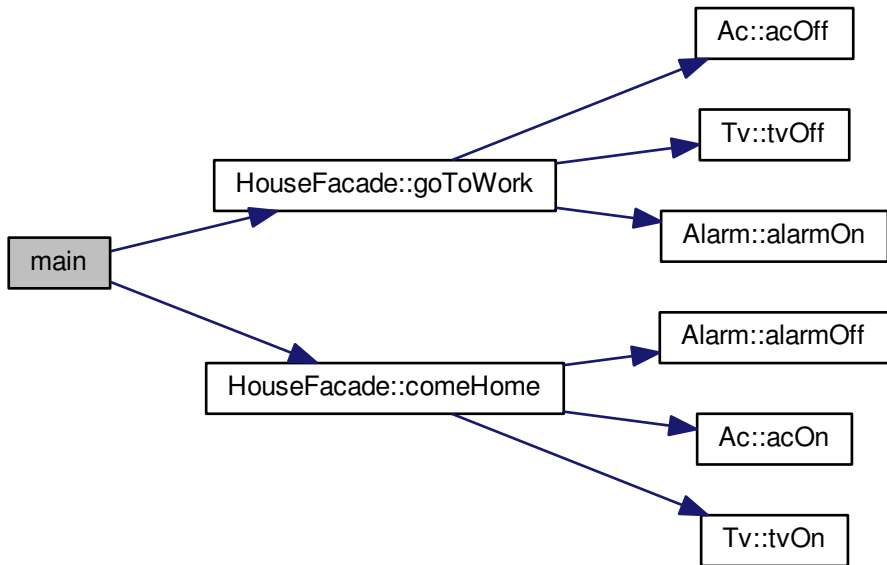 main
HouseFacade::goToWork
Ac::acOff
Tv::tvOff
Alarm::alarmOn
HouseFacade::comeHome
Alarm::alarmOff
Ac::acOn
Tv::tvOn